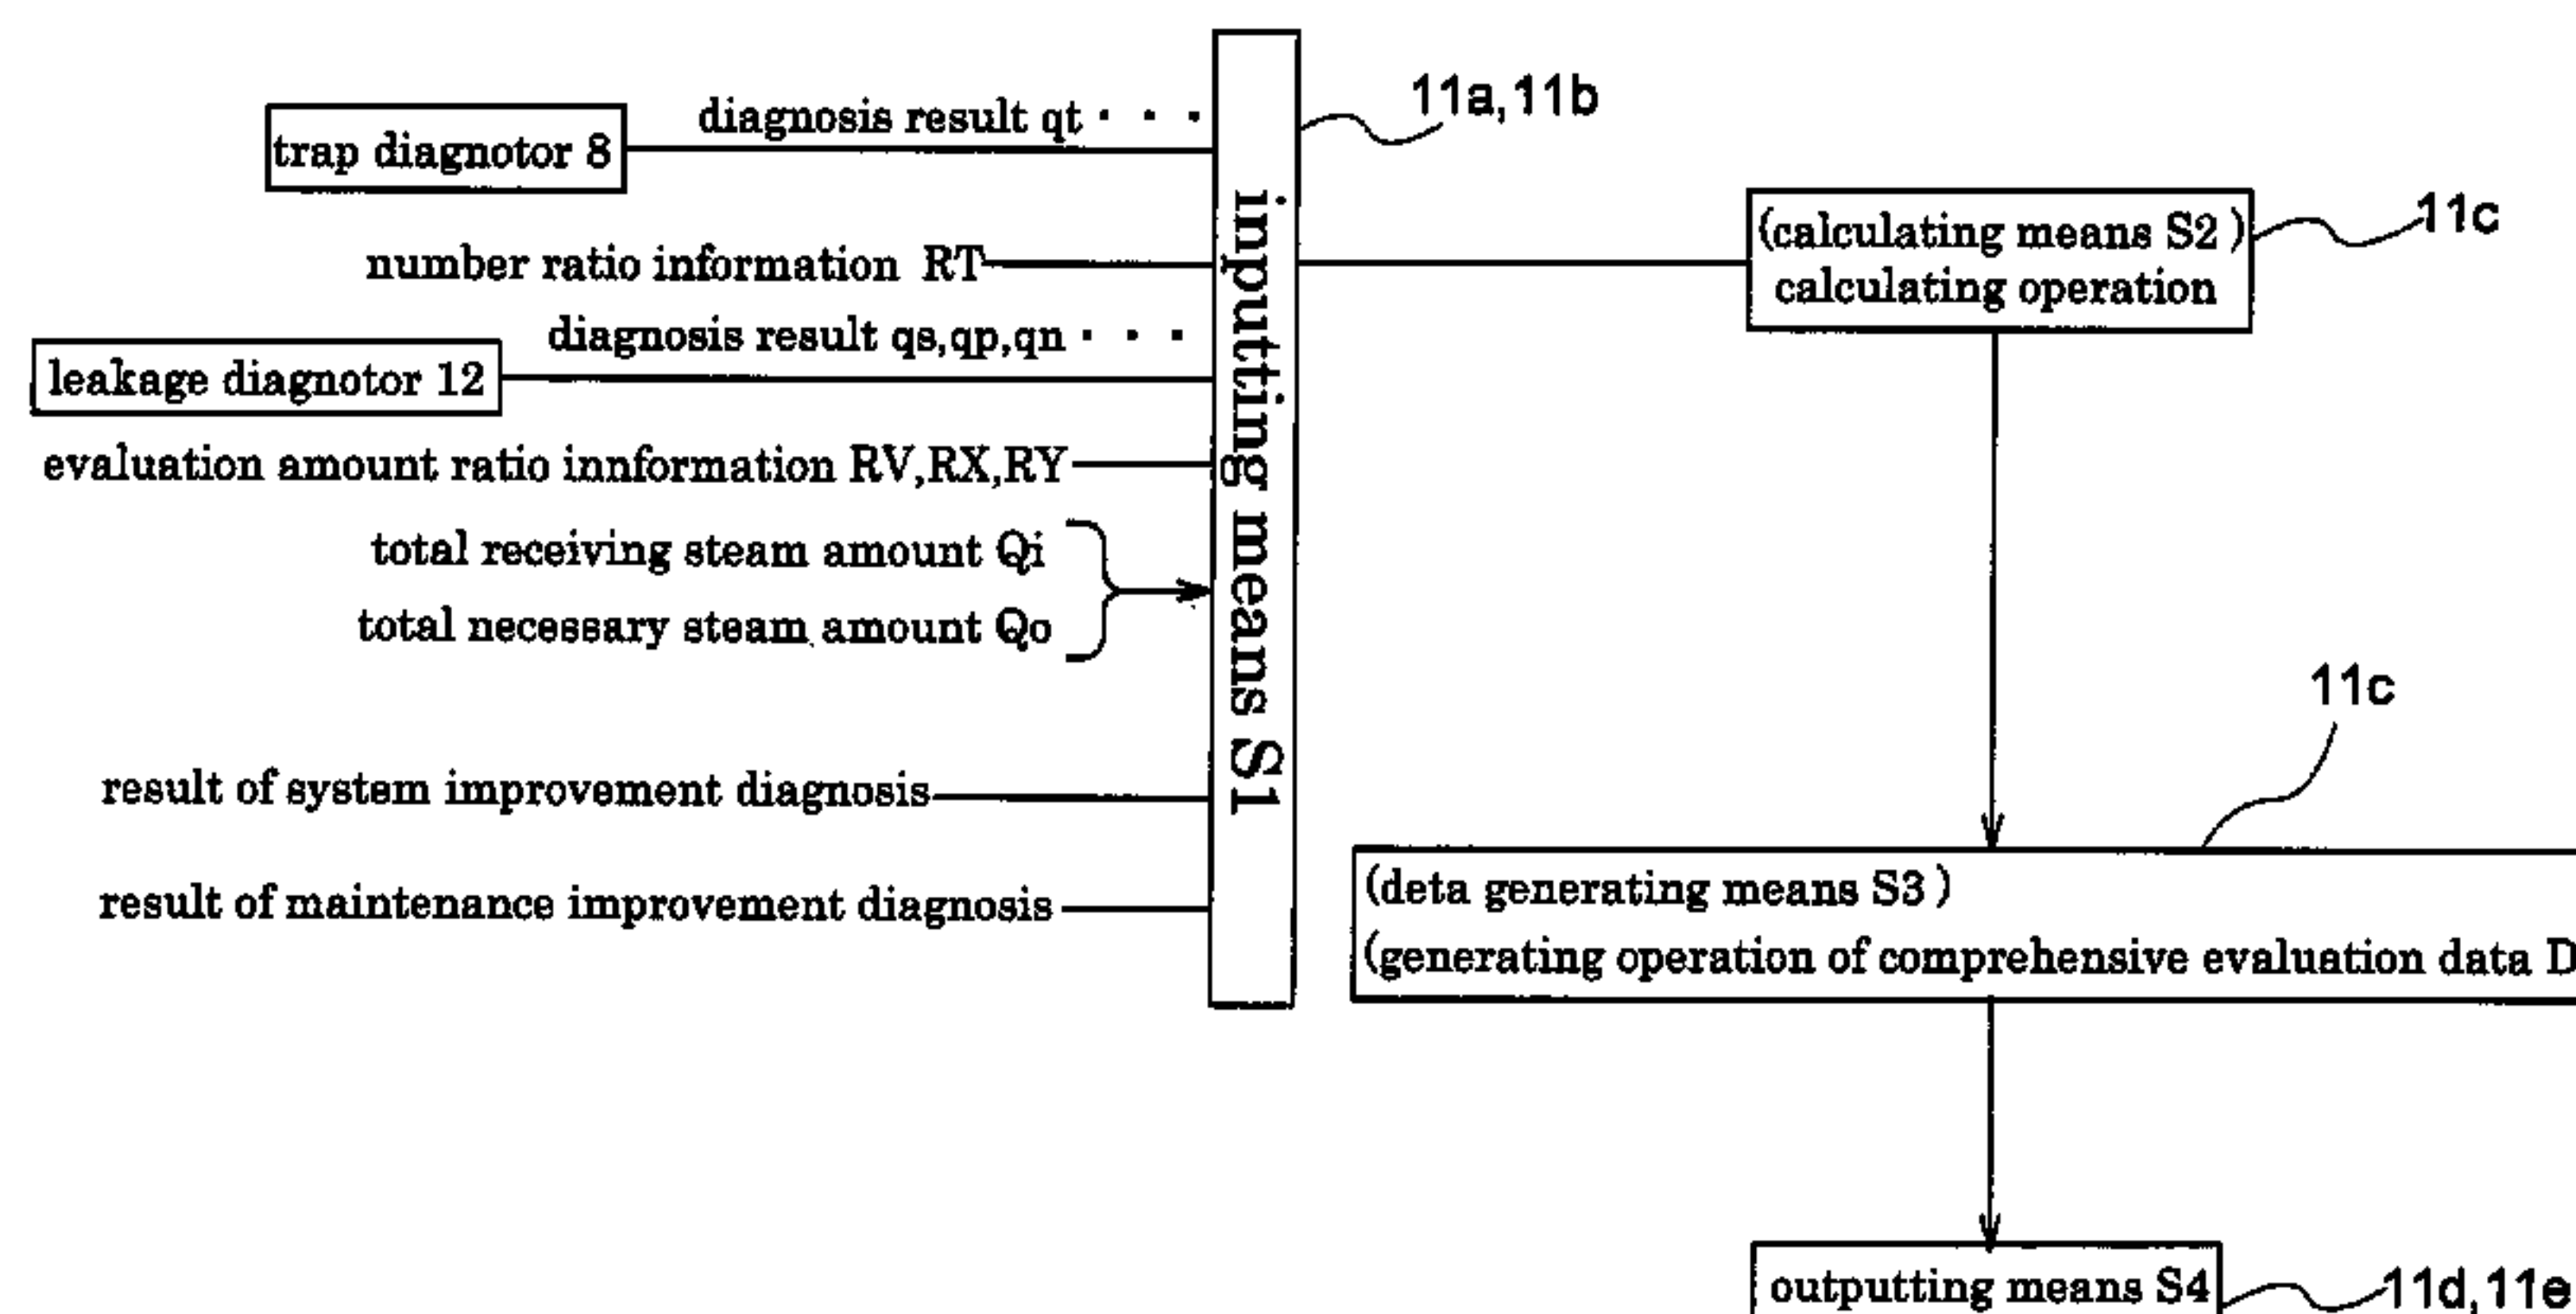 11a,11b
diagnosis result qt · · ·
trap diagnotor 8
number ratio information RT
diagnosis result qs,qp,qn · · ·
leakage diagnotor 12
evaluation amount ratio innformation RV,RX,RY
total receiving steam amount Qi
total necessary steam amount Qo
result of system improvement diagnosis
result of maintenance improvement diagnosis
inputting means S1
(calculating means S2 )
calculating operation
11c
11c
(deta generating means S3 )
(generating operation of comprehensive evaluation data D
outputting means S4
11d,11e